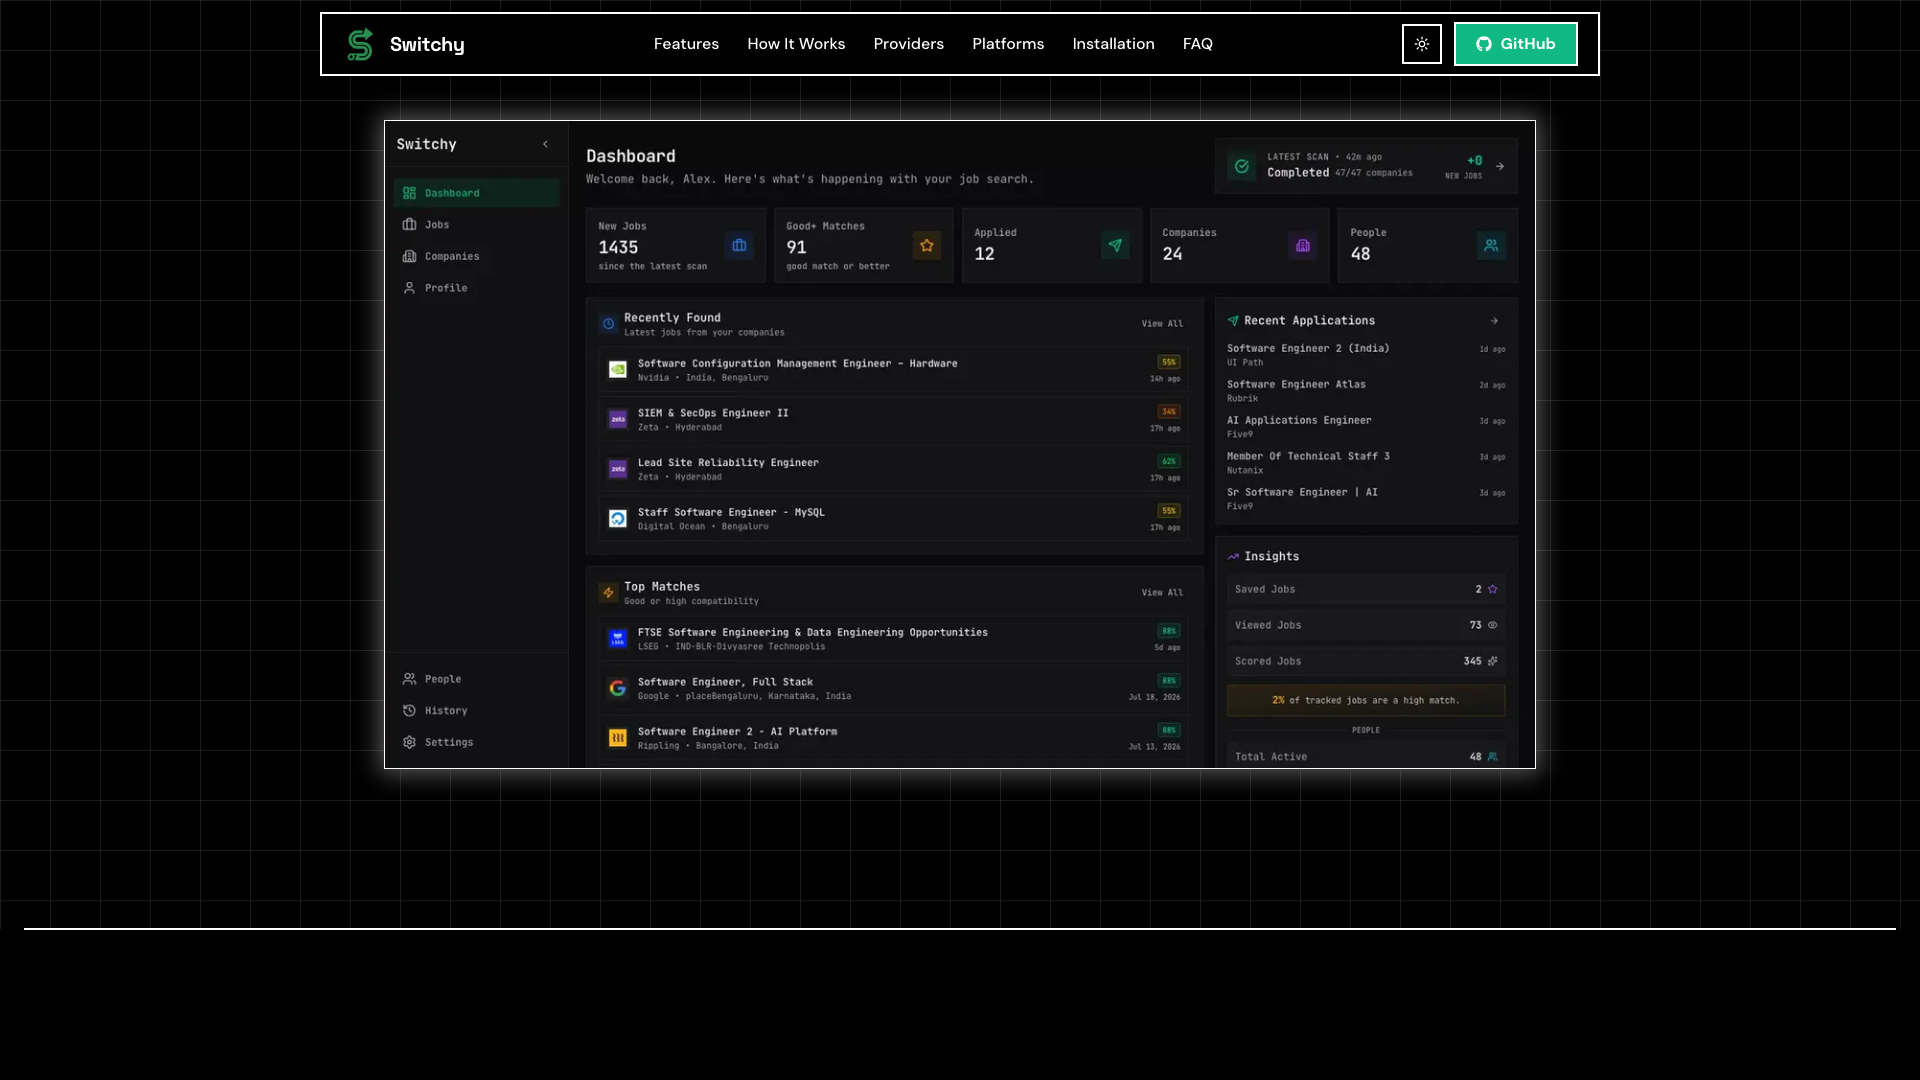 Switchy
Features
How It Works
Providers
Platforms
Installation
FAQ
GitHub
Switchy
Dashboard
Jobs
Companies
Profile
People
History
Settings
Dashboard
Welcome back, Alex. Here's what's happening with your job search.
LATEST SCAN • 42m ago
Completed 47/47 companies
+0
NEW JOBS
New Jobs
1435
since the latest scan
Good+ Matches
91
good match or better
Applied
12
Companies
24
People
48
Recently Found
Latest jobs from your companies
View All
Software Configuration Management Engineer – Hardware
Nvidia • India, Bengaluru
55%
14h ago
zeta
SIEM & SecOps Engineer II
Zeta • Hyderabad
34%
17h ago
zeta
Lead Site Reliability Engineer
Zeta • Hyderabad
62%
17h ago
Staff Software Engineer - MySQL
Digital Ocean • Bengaluru
55%
17h ago
Top Matches
Good or high compatibility
View All
LSEG
FTSE Software Engineering & Data Engineering Opportunities
LSEG • IND-BLR-Divyasree Technopolis
88%
5d ago
Software Engineer, Full Stack
Google • placeBengaluru, Karnataka, India
88%
Jul 18, 2026
Software Engineer 2 - AI Platform
Rippling • Bangalore, India
88%
Jul 13, 2026
Recent Applications
Software Engineer 2 (India)
1d ago
UI Path
Software Engineer Atlas
2d ago
Rubrik
AI Applications Engineer
3d ago
Five9
Member Of Technical Staff 3
3d ago
Nutanix
Sr Software Engineer | AI
3d ago
Five9
Insights
Saved Jobs
2
Viewed Jobs
73
Scored Jobs
345
2% of tracked jobs are a high match.
PEOPLE
Total Active
48